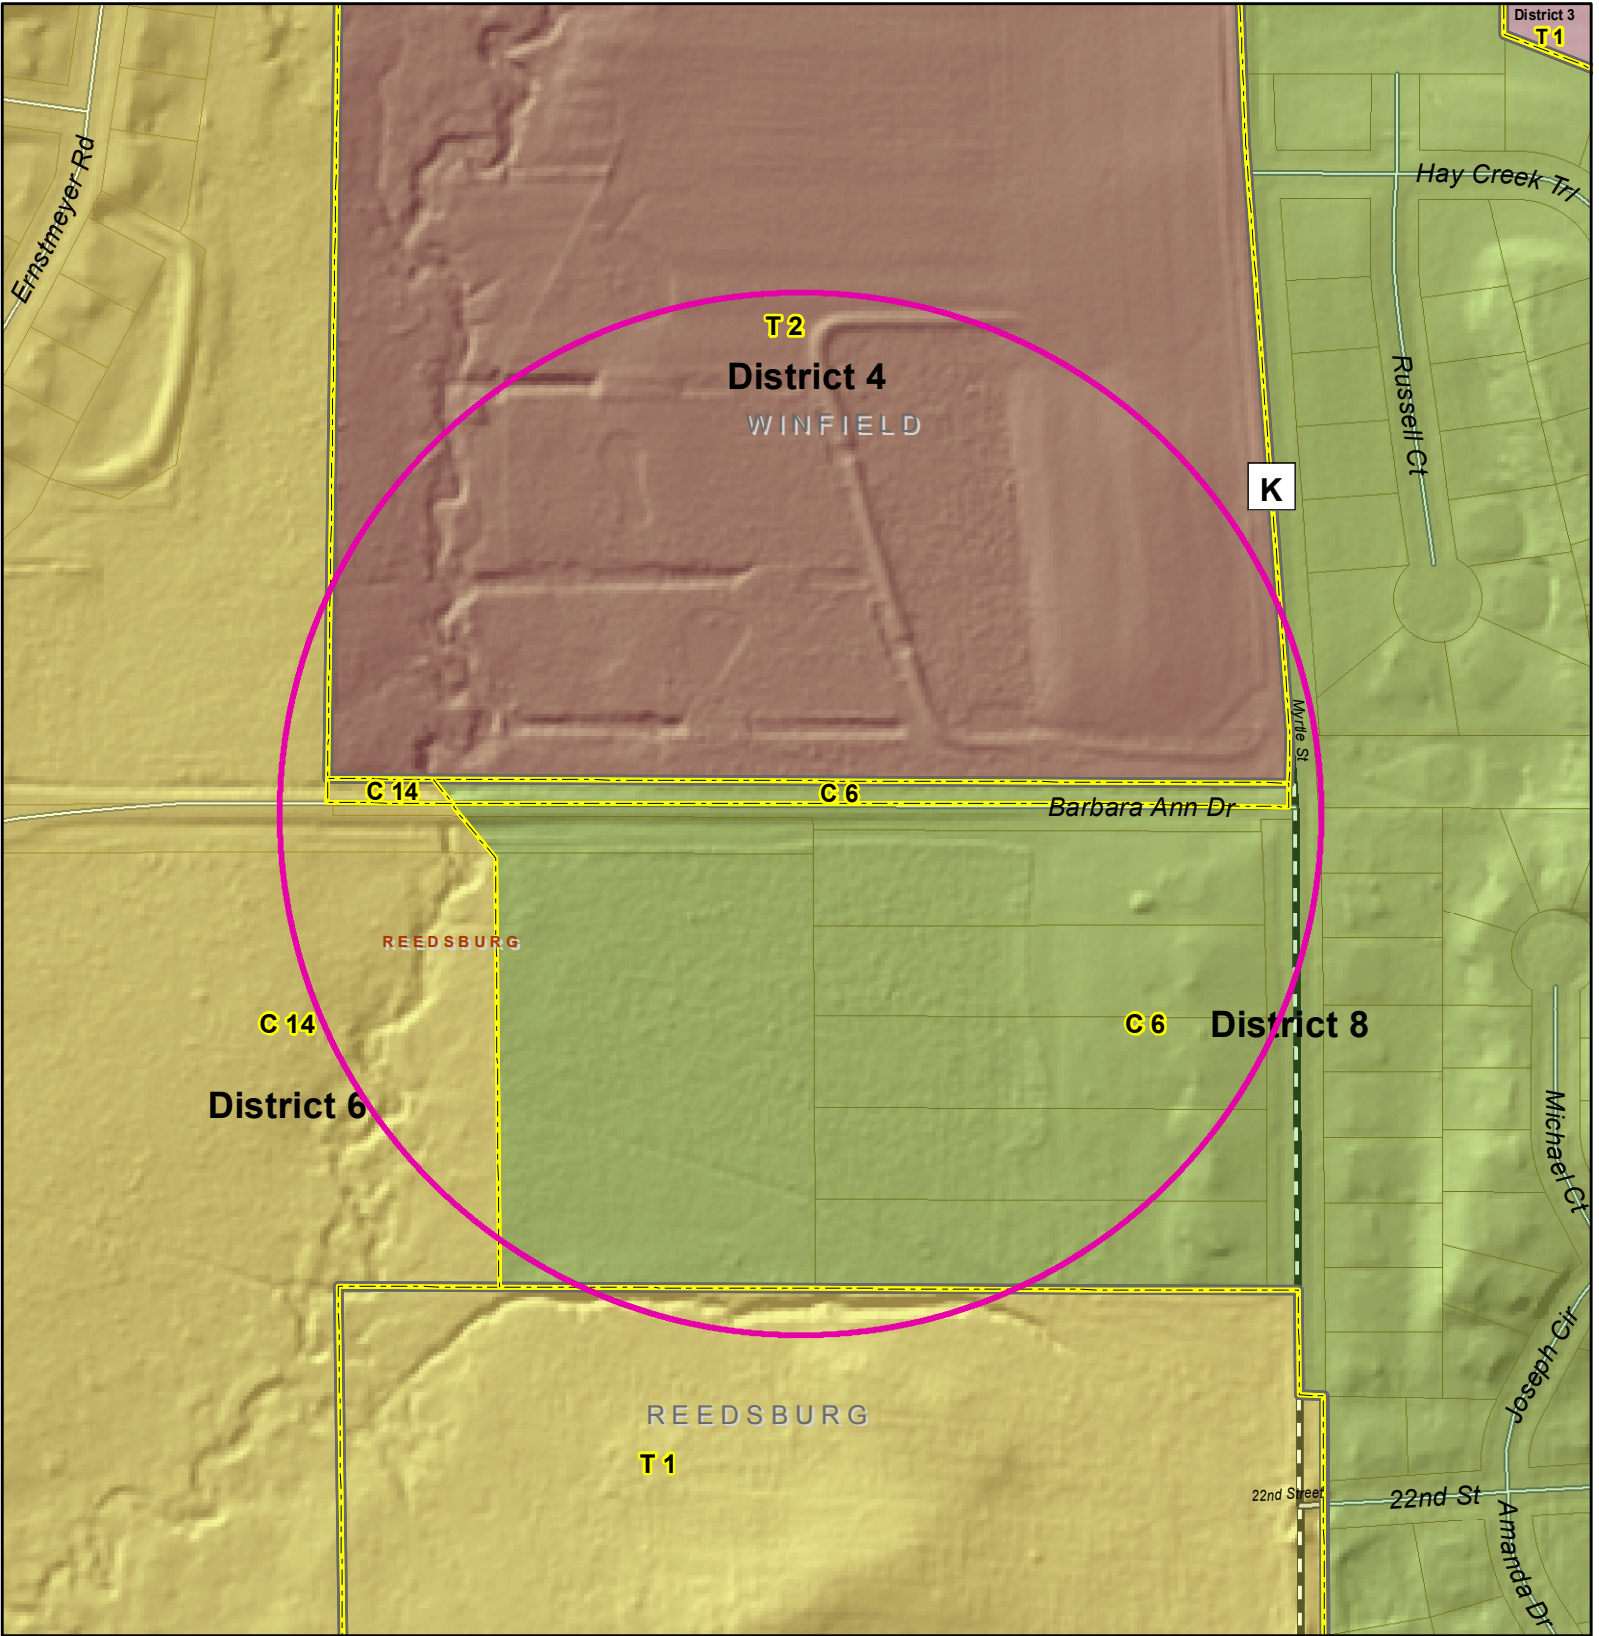 District 3
T 1
Ernstmeyer Rd
Hay Creek Trl
T 2
District 4
WINFIELD
Russell Ct
K
Myrtle St
C 14
C 6
Barbara Ann Dr
REEDSBURG
C 14
C 6
District 8
District 6
Michael Ct
Joseph Cir
REEDSBURG
T 1
22nd Street
22nd St
Amanda Dr